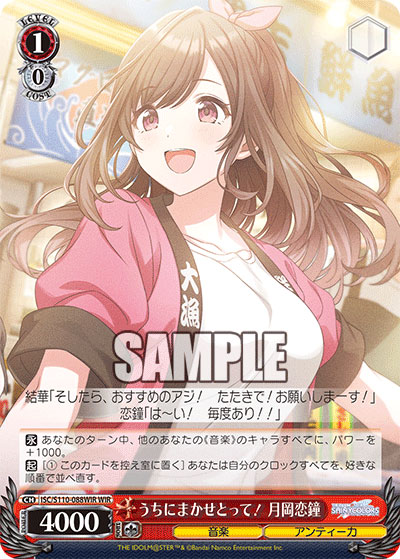 LEVEL
1
0
COST
鮮魚
大漁
SAMPLE
結華「そしたら、おすすめのアジ！　たたきで！お願いしまーす！」
恋鐘「は～い！　毎度あり！！」
永 あなたのターン中、他のあなたの《音楽》のキャラすべてに、パワーを
＋1000。
起 ［① このカードを控え室に置く］あなたは自分のクロックすべてを、好きな
順番で並べ直す。
CH SC/S110-088WIR WIR
うちにまかせとって！ 月岡恋鐘
SHINYCOLORS
4000
音楽
アンティーカ
THE IDOLM@STER™& ©Bandai Namco Entertainment Inc.